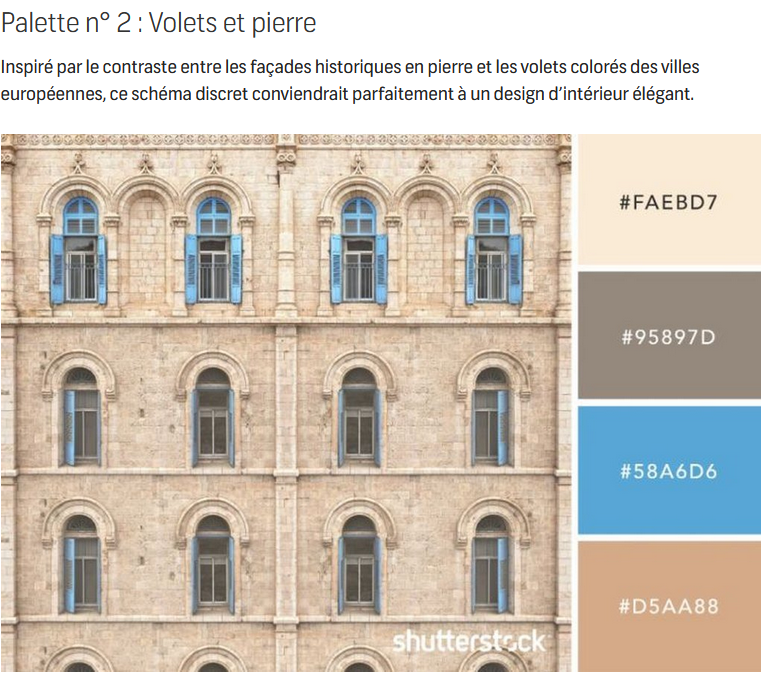 Palette n° 2 : Volets et pierre
Inspiré par le contraste entre les façades historiques en pierre et les volets colorés des villes
européennes, ce schéma discret conviendrait parfaitement à un design d’intérieur élégant.
#FAEBD7
#95897D
#58A6D6
#D5AA88
shutterstock